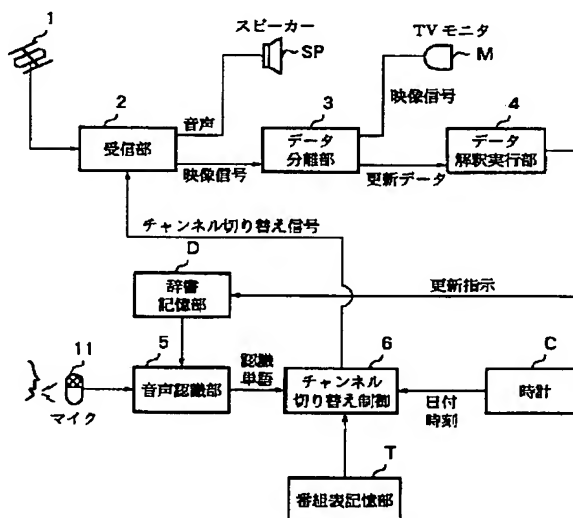 1
スピーカー
SP
TVモニタ
M
2
受信部
音声
映像信号
3
データ
分離部
映像信号
更新データ
4
データ
解釈実行部
チャンネル切り替え信号
D
辞書
記憶部
更新指示
11
マイク
5
音声認識部
認識
単語
6
チャンネル
切り替え制御
C
時計
日付
時刻
T
番組表記憶部